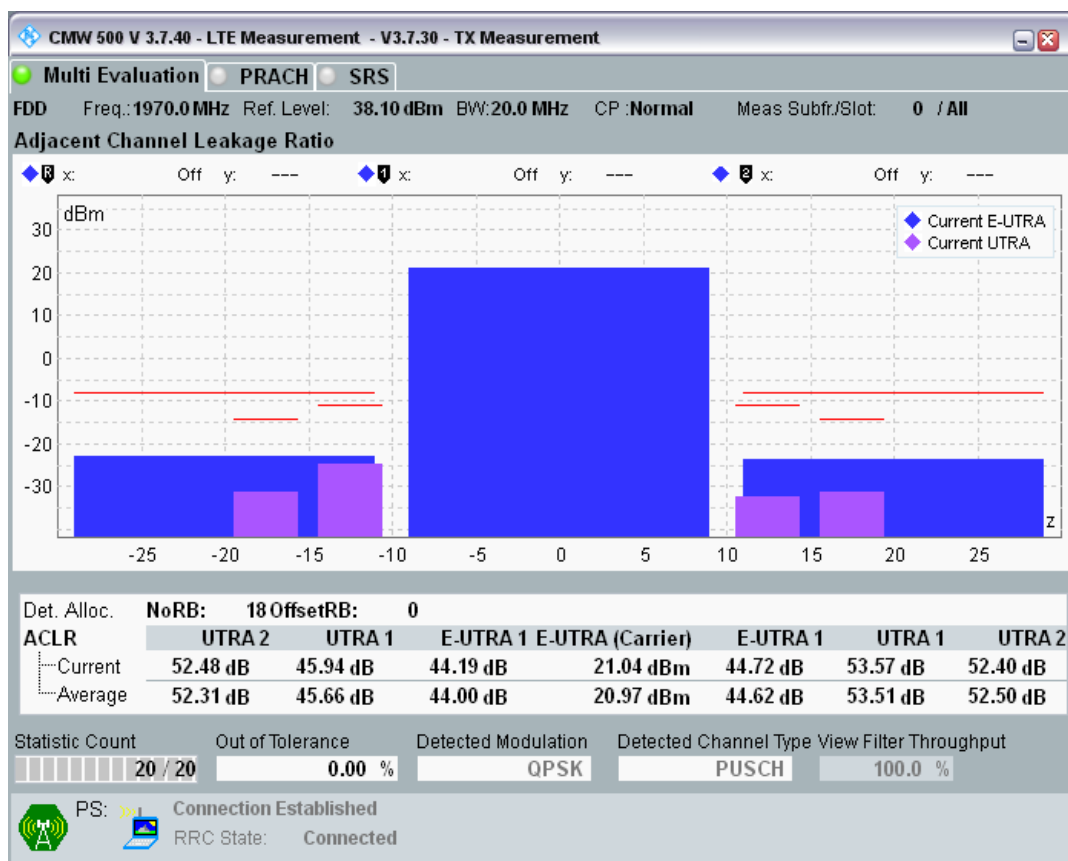 CMW 500 V 3.7.40 - LTE Measurement - V3.7.30 - TX Measurement
Multi Evaluation PRACH SRS
FDD Freq.: 1970.0 MHz Ref. Level: 38.10 dBm BW: 20.0 MHz CP : Normal Meas Subfr./Slot: 0 / All
Adjacent Channel Leakage Ratio
R x: Off y: --- 1 x: Off y: --- 2 x: Off y: ---
dBm
Current E-UTRA
Current UTRA
30
20
10
0
-10
-20
-30
z
-25 -20 -15 -10 -5 0 5 10 15 20 25
Det. Alloc. NoRB: 18 OffsetRB: 0
ACLR UTRA 2 UTRA 1 E-UTRA 1 E-UTRA (Carrier) E-UTRA 1 UTRA 1 UTRA 2
Current 52.48 dB 45.94 dB 44.19 dB 21.04 dBm 44.72 dB 53.57 dB 52.40 dB
Average 52.31 dB 45.66 dB 44.00 dB 20.97 dBm 44.62 dB 53.51 dB 52.50 dB
Statistic Count Out of Tolerance Detected Modulation Detected Channel Type View Filter Throughput
20 / 20 0.00 % QPSK PUSCH 100.0 %
PS: Connection Established
RRC State: Connected